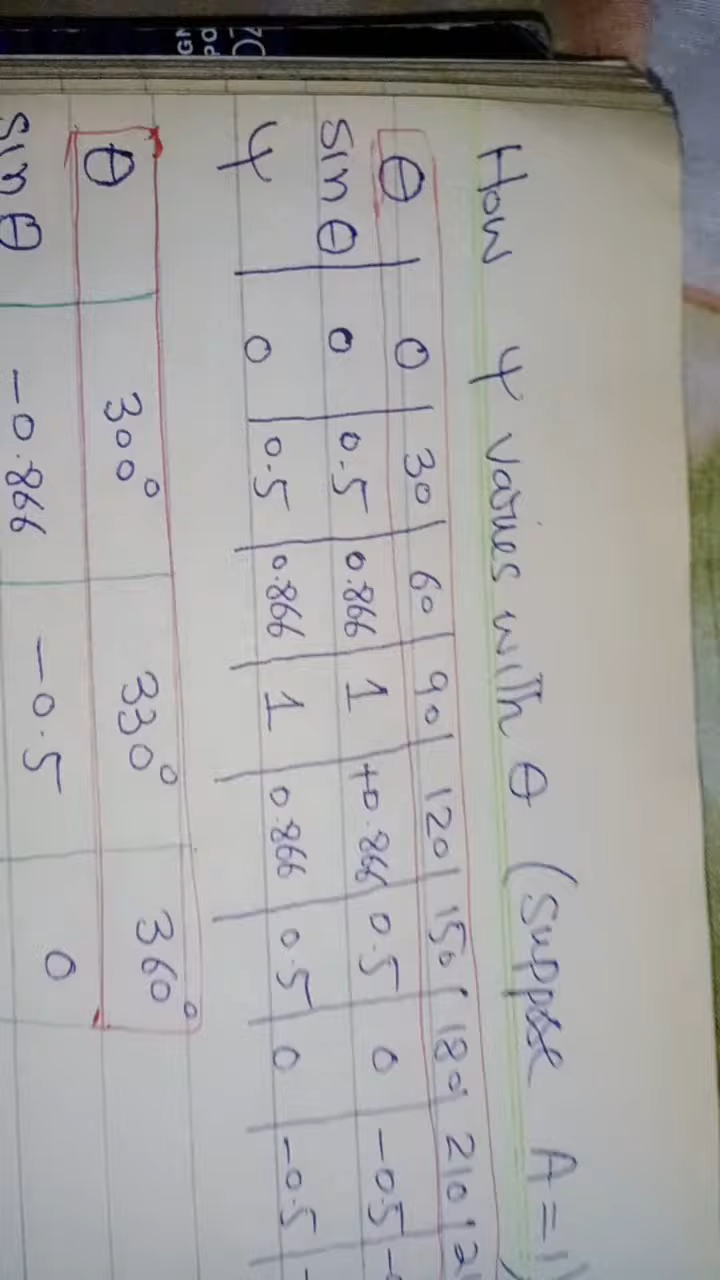 How ψ varies with θ (suppose A=1)
θ 0 30 60 90 120 150 180 210
sin θ 0 0.5 0.866 1 +0.866 0.5 0 -0.5
ψ 0 0.5 0.866 1 0.866 0.5 0 -0.5
θ 300° 330° 360°
sin θ -0.866 -0.5 0